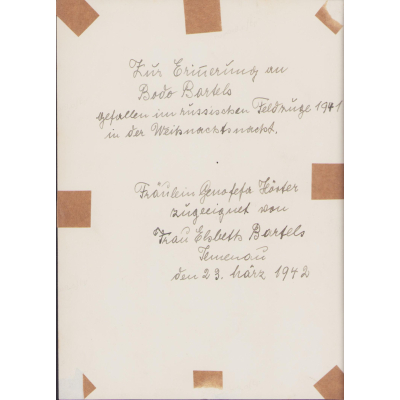 Zur Erinnerung an
Bodo Bartels
gefallen im russischen Feldzuge 1941
in der Weihnachtsnacht.
Fräulein Genofefa Köster
zugeeignet von
Frau Elsbeth Bartels
den 23. März 1942